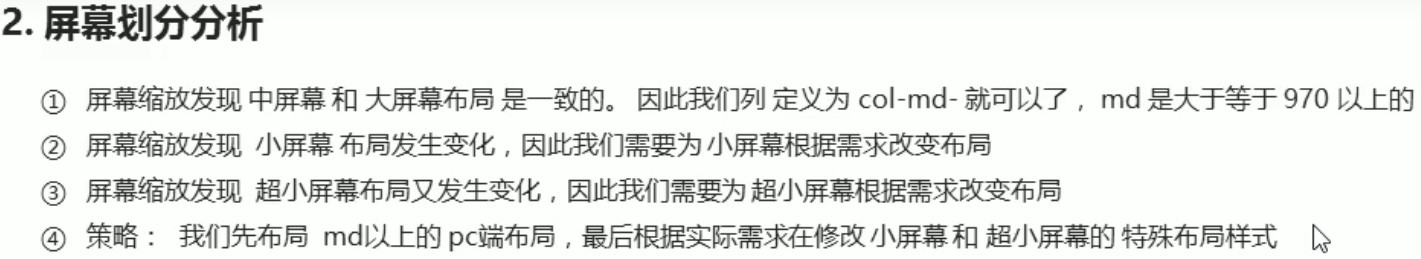 2. 屏幕划分分析
① 屏幕缩放发现 中屏幕 和 大屏幕布局 是一致的。 因此我们列 定义为 col-md- 就可以了， md 是大于等于 970 以上的
② 屏幕缩放发现 小屏幕 布局发生变化，因此我们需要为 小屏幕根据需求改变布局
③ 屏幕缩放发现 超小屏幕布局又发生变化，因此我们需要为 超小屏幕根据需求改变布局
④ 策略： 我们先布局 md以上的 pc端布局，最后根据实际需求在修改 小屏幕 和 超小屏幕的 特殊布局样式